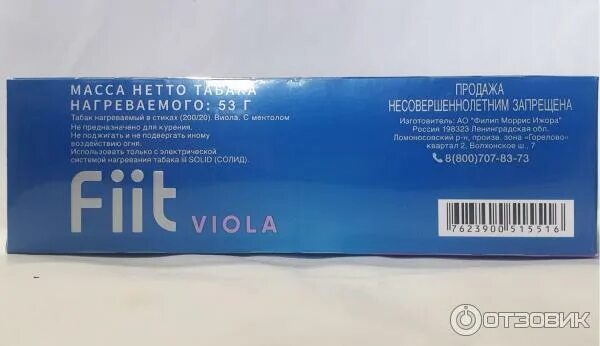 МАССА НЕТТО ТАБАКА
НАГРЕВАЕМОГО: 53 Г
Табак нагреваемый в стиках (200/20). Виола. С ментолом
Не предназначено для курения.
Не поджигать и не подвергать иному
воздействию огня.
Использовать только с электрической
системой нагревания табака lil SOLID (СОЛИД).
Fiit VIOLA
ПРОДАЖА
НЕСОВЕРШЕННОЛЕТНИМ ЗАПРЕЩЕНА
Изготовитель: АО "Филип Моррис Ижора"
Россия 198323 Ленинградская обл.
Ломоносовский р-н, произв. зона «Горелово»
квартал 2, Волхонское ш., 7
8(800)707-83-73
7623900515516
ОТЗОВИК